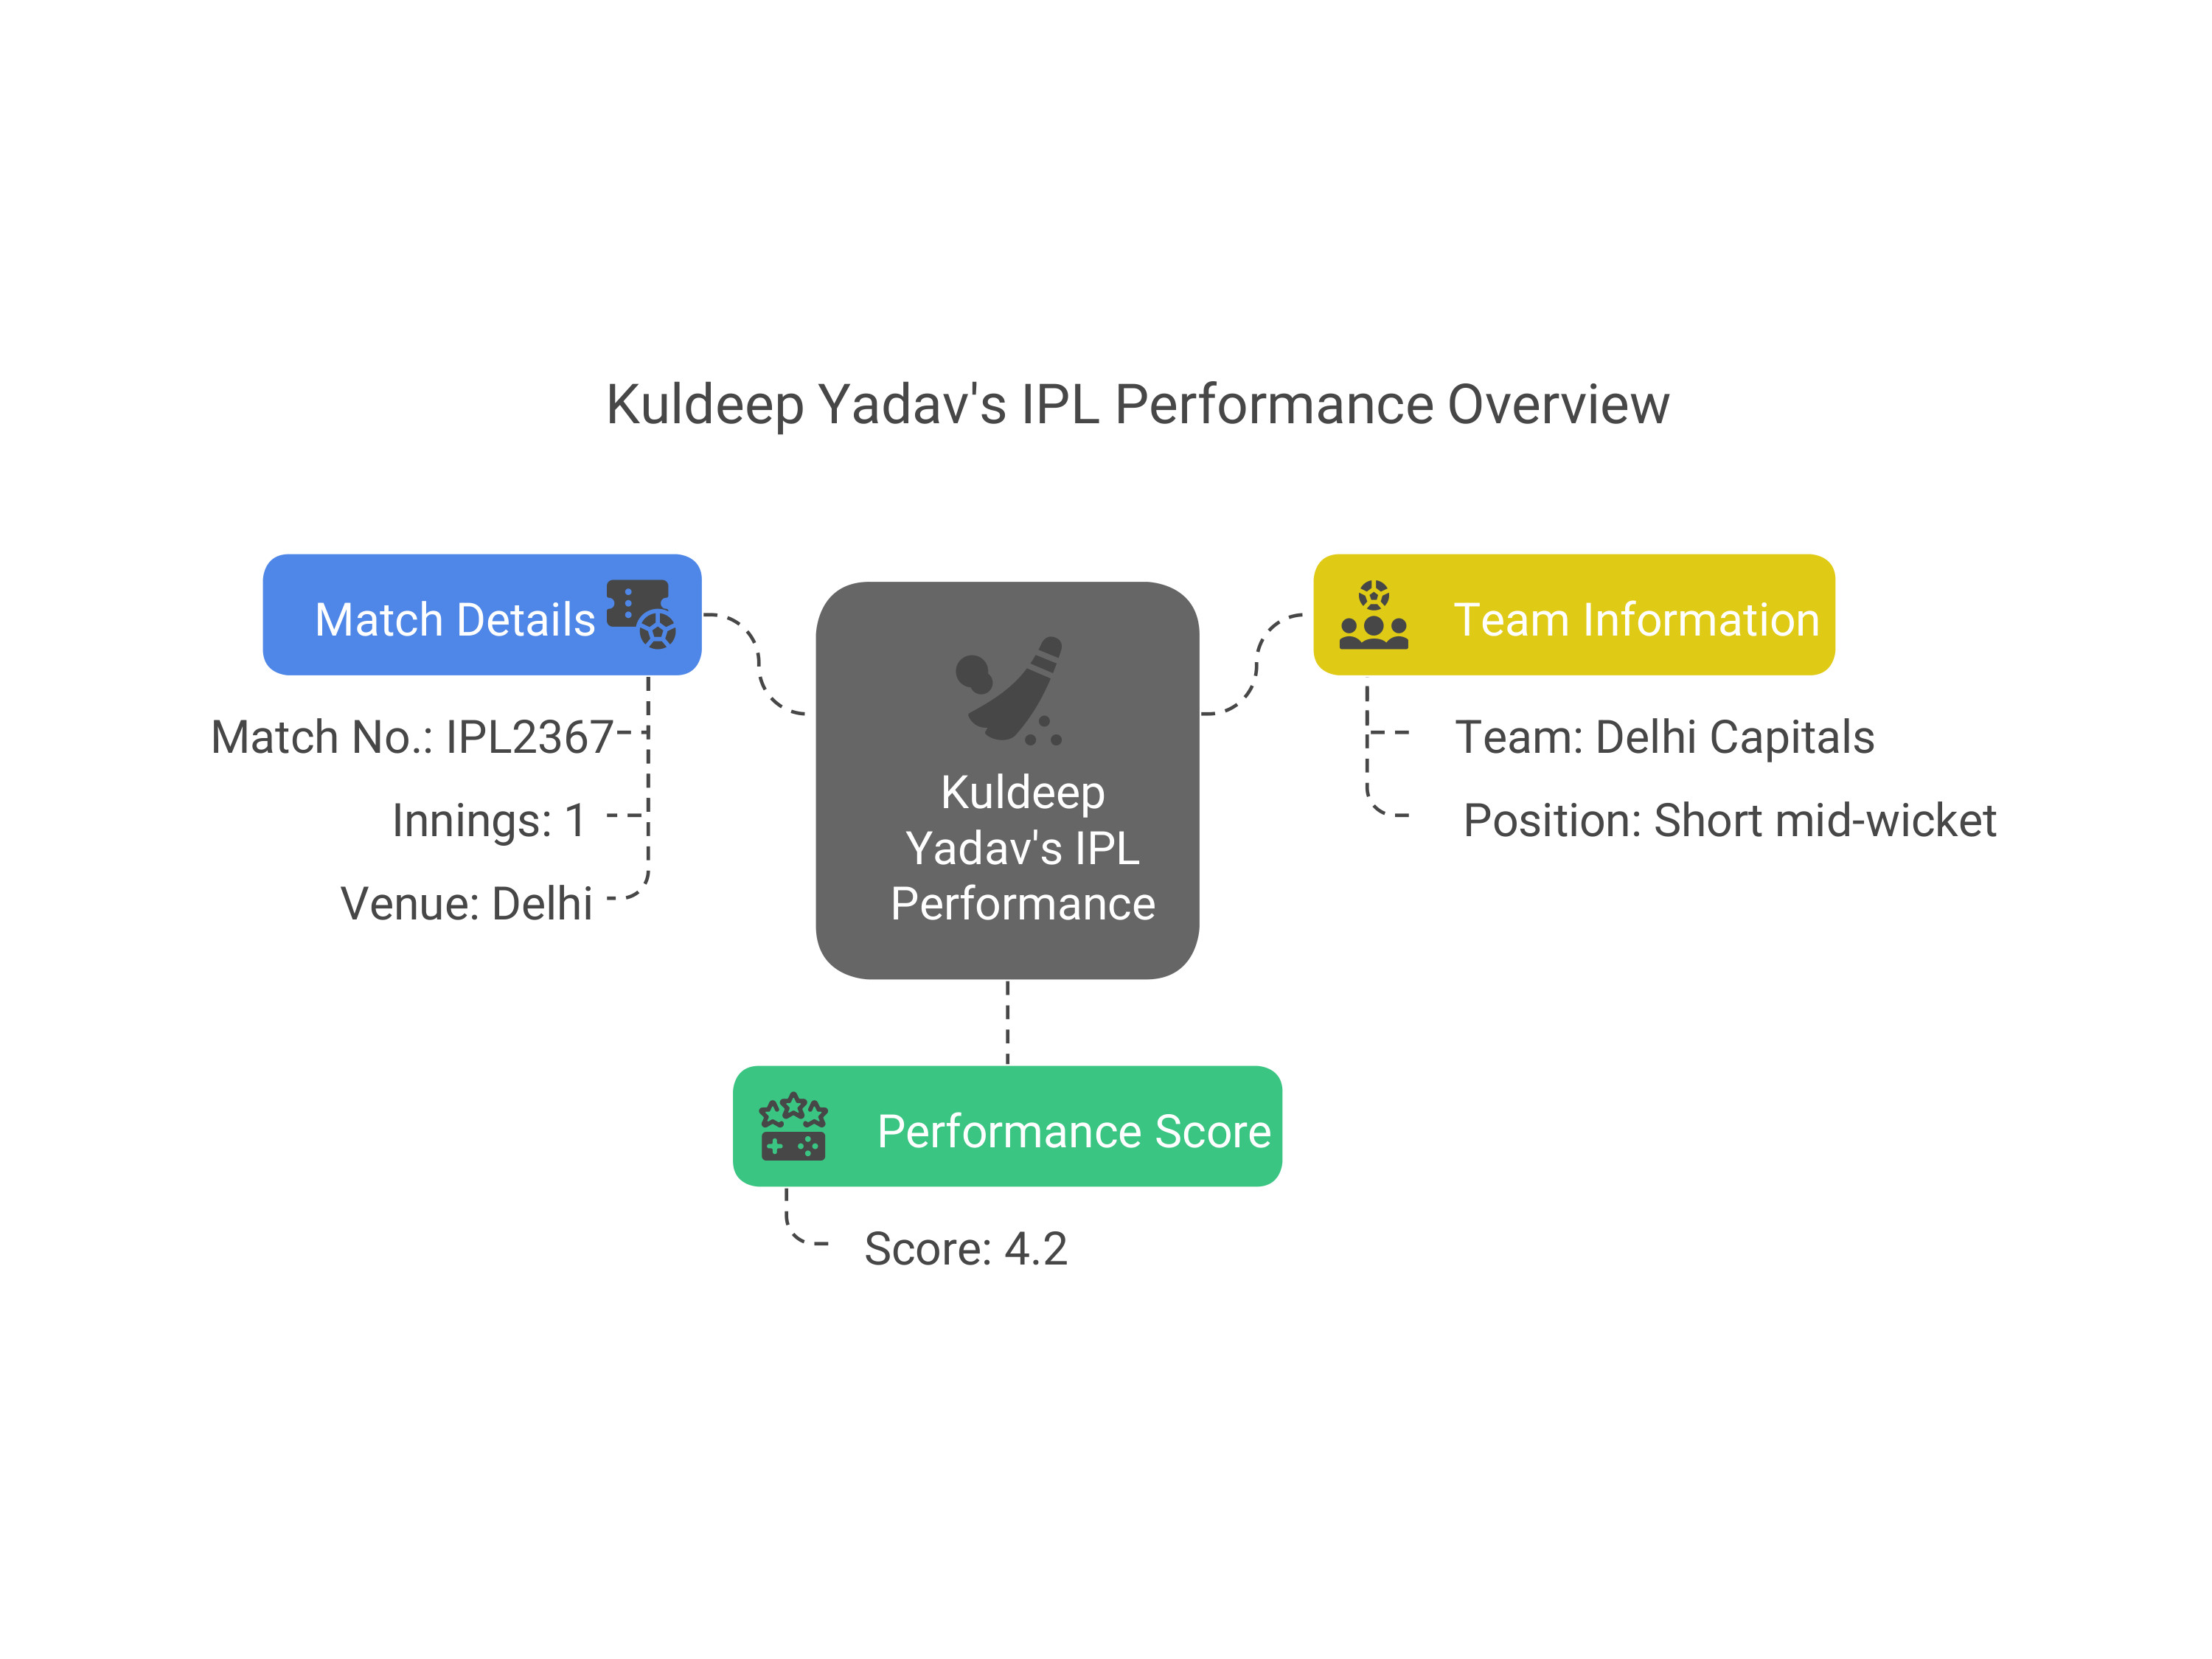 Kuldeep Yadav's IPL Performance Overview
Match Details
Match No.: IPL2367
Innings: 1
Venue: Delhi
Kuldeep
Yadav's IPL
Performance
Team Information
Team: Delhi Capitals
Position: Short mid-wicket
Performance Score
Score: 4.2